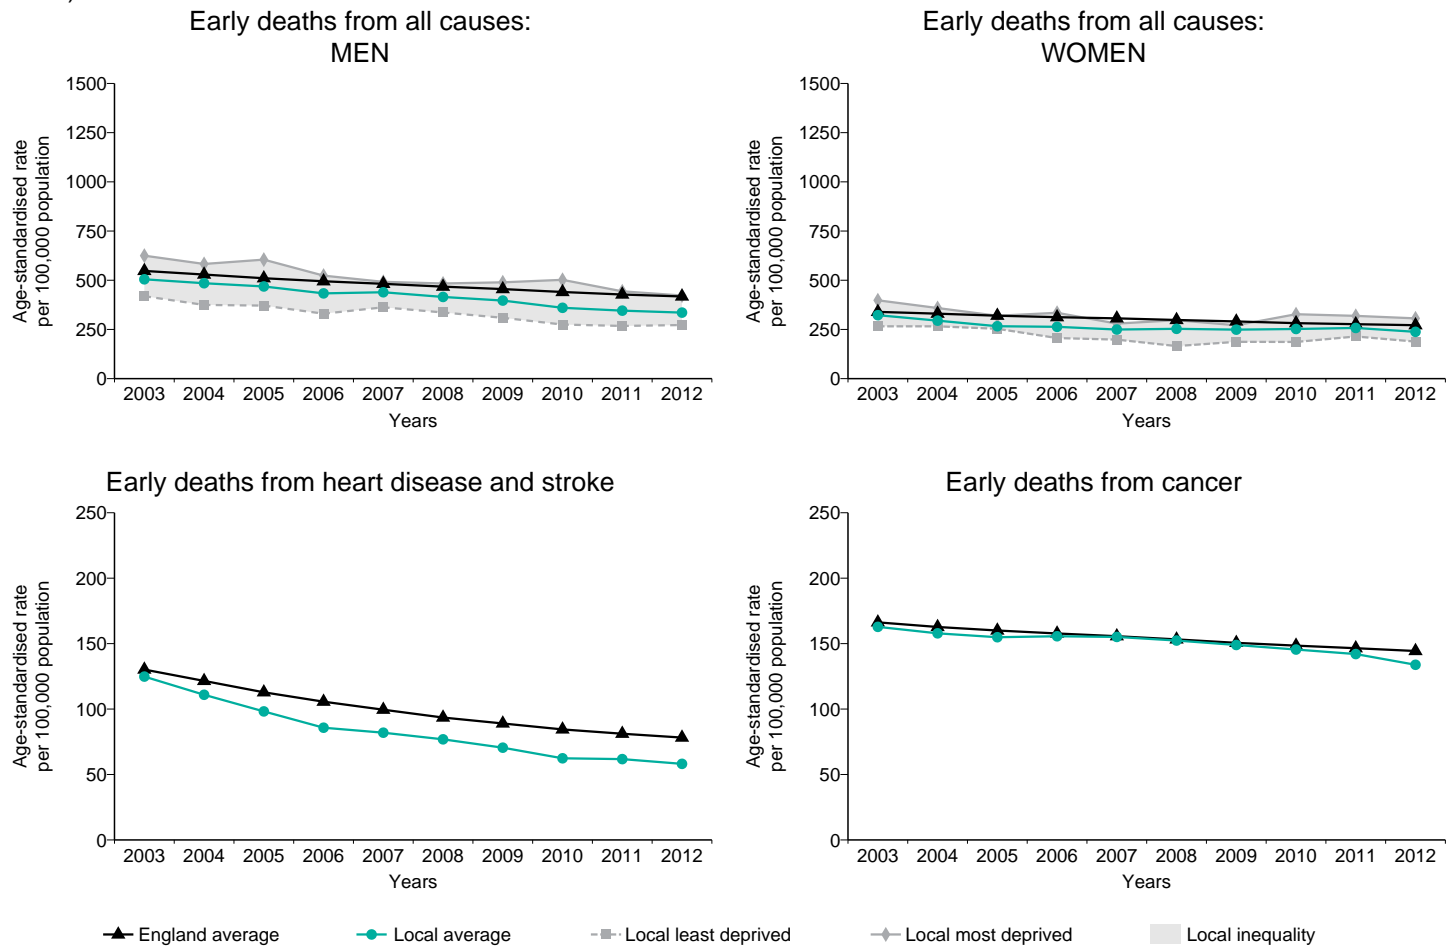 Early deaths from all causes:
MEN
Age-standardised rate
per 100,000 population
1500
1250
1000
750
500
250
0
2003 2004 2005 2006 2007 2008 2009 2010 2011 2012
Years
Early deaths from all causes:
WOMEN
Age-standardised rate
per 100,000 population
1500
1250
1000
750
500
250
0
2003 2004 2005 2006 2007 2008 2009 2010 2011 2012
Years
Early deaths from heart disease and stroke
Age-standardised rate
per 100,000 population
250
200
150
100
50
0
2003 2004 2005 2006 2007 2008 2009 2010 2011 2012
Years
Early deaths from cancer
Age-standardised rate
per 100,000 population
250
200
150
100
50
0
2003 2004 2005 2006 2007 2008 2009 2010 2011 2012
Years
England average Local average Local least deprived Local most deprived Local inequality